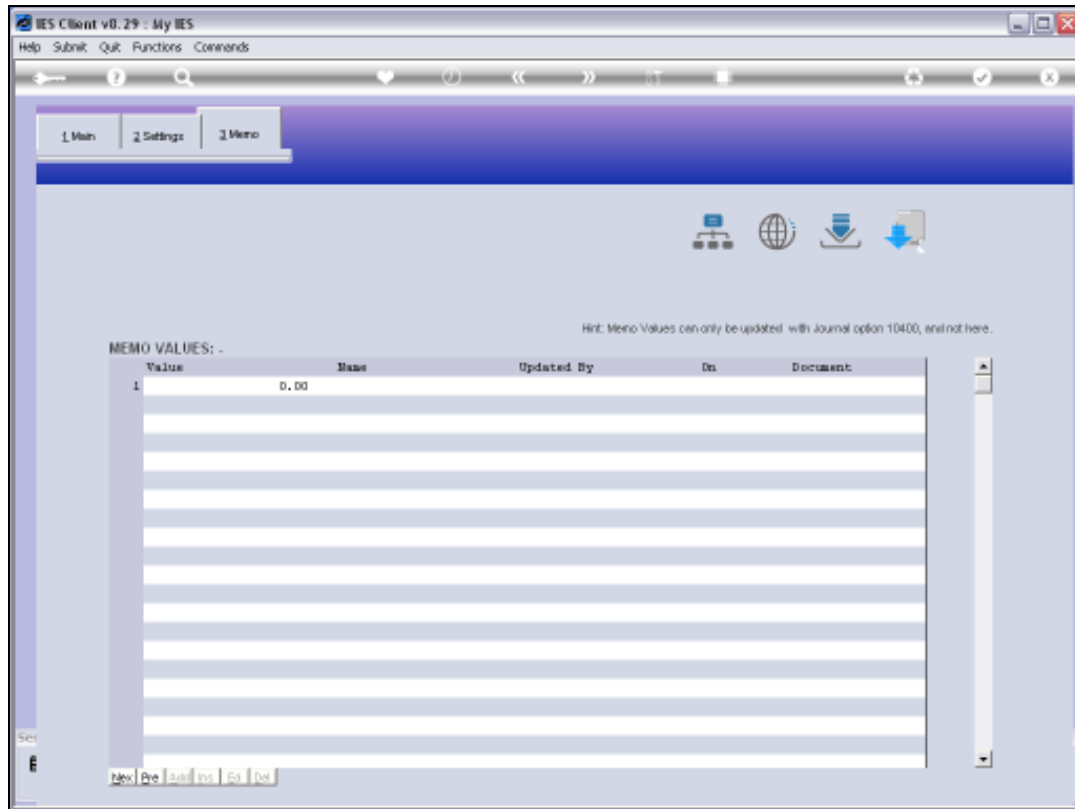 IES Client v8.29 : My IES
Help Submit Quit Functions Commands
1 Main 2 Settings 3 Memo
Hint: Memo Values can only be updated with Journal option 10400, and not here.
MEMO VALUES: -
Value Name Updated By On Document
1 0.00
Nex Pre Add Ins Ed Del